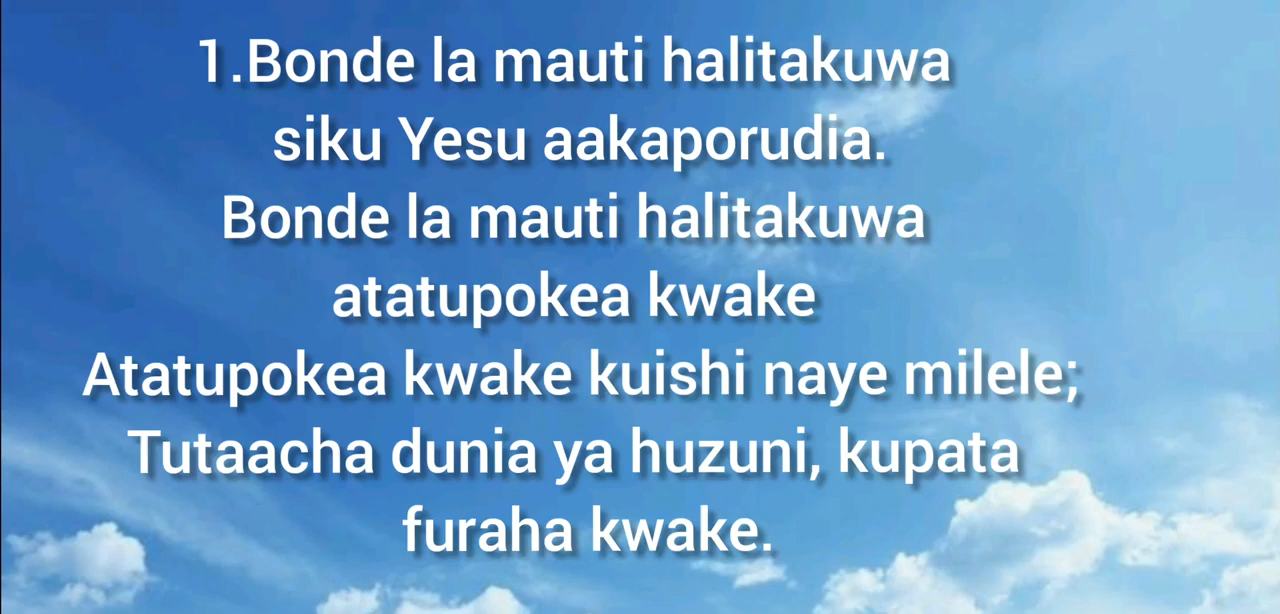 1.Bonde la mauti halitakuwa
siku Yesu aakaporudia.
Bonde la mauti halitakuwa
atatupokea kwake
Atatupokea kwake kuishi naye milele;
Tutaacha dunia ya huzuni, kupata
furaha kwake.